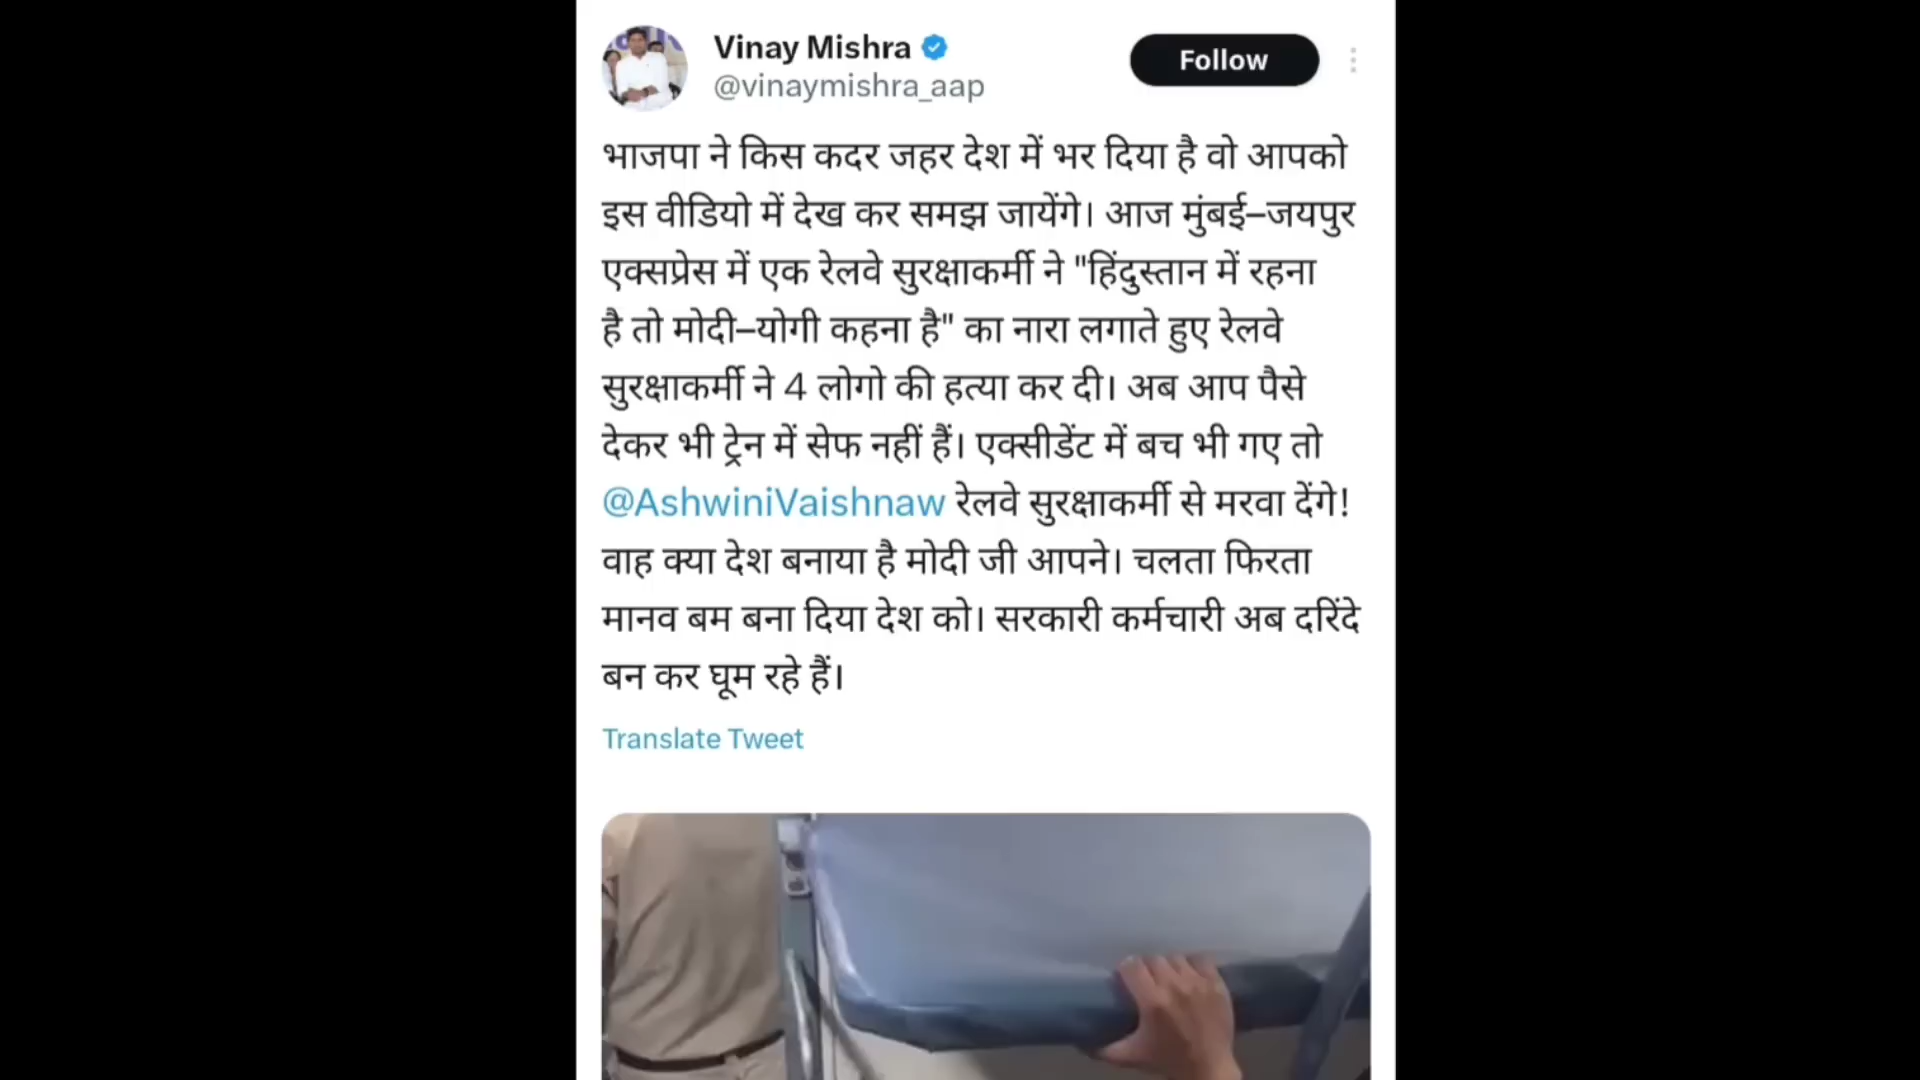 Vinay Mishra
@vinaymishra_aap
Follow
भाजपा ने किस कदर जहर देश में भर दिया है वो आपको
इस वीडियो में देख कर समझ जायेंगे। आज मुंबई–जयपुर
एक्सप्रेस में एक रेलवे सुरक्षाकर्मी ने "हिंदुस्तान में रहना
है तो मोदी–योगी कहना है" का नारा लगाते हुए रेलवे
सुरक्षाकर्मी ने 4 लोगो की हत्या कर दी। अब आप पैसे
देकर भी ट्रेन में सेफ नहीं हैं। एक्सीडेंट में बच भी गए तो
@AshwiniVaishnaw रेलवे सुरक्षाकर्मी से मरवा देंगे!
वाह क्या देश बनाया है मोदी जी आपने। चलता फिरता
मानव बम बना दिया देश को। सरकारी कर्मचारी अब दरिंदे
बन कर घूम रहे हैं।
Translate Tweet